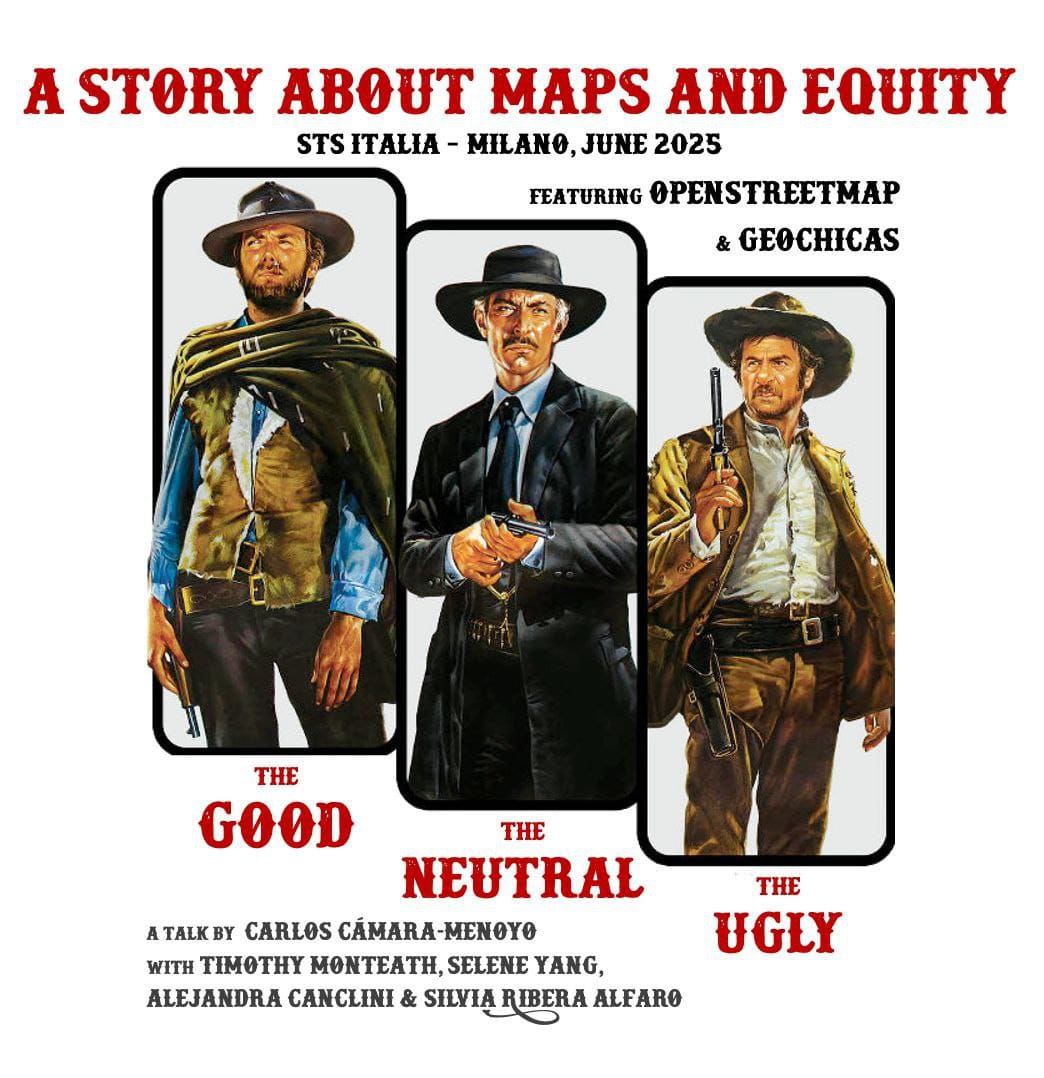 A STORY ABOUT MAPS AND EQUITY
STS ITALIA – MILANO, JUNE 2025
FEATURING OPENSTREETMAP
& GEOCHICAS
THE
GOOD
THE
NEUTRAL
THE
UGLY
A TALK BY CARLOS CÁMARA-MENOYO
WITH TIMOTHY MONTEATH, SELENE YANG,
ALEJANDRA CANCLINI & SILVIA RIBERA ALFARO